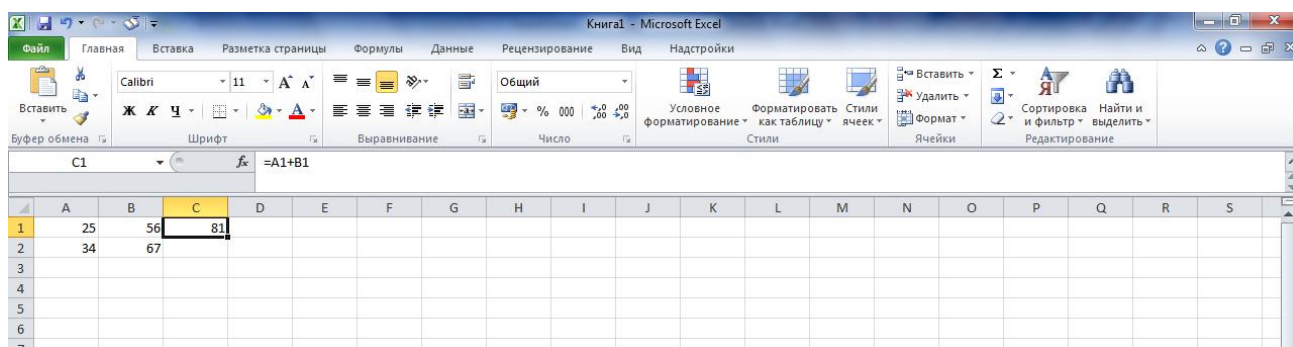 Книга1 - Microsoft Excel
Файл Главная Вставка Разметка страницы Формулы Данные Рецензирование Вид Надстройки
Вставить
Calibri 11
Ж К Ч
Общий
% 000
Условное форматирование
Форматировать как таблицу
Стили ячеек
Вставить
Удалить
Формат
Σ
Сортировка и фильтр
Найти и выделить
Буфер обмена Шрифт Выравнивание Число Стили Ячейки Редактирование
C1 fx =A1+B1
A B C D E F G H I J K L M N O P Q R S
1 25 56 81
2 34 67
3
4
5
6